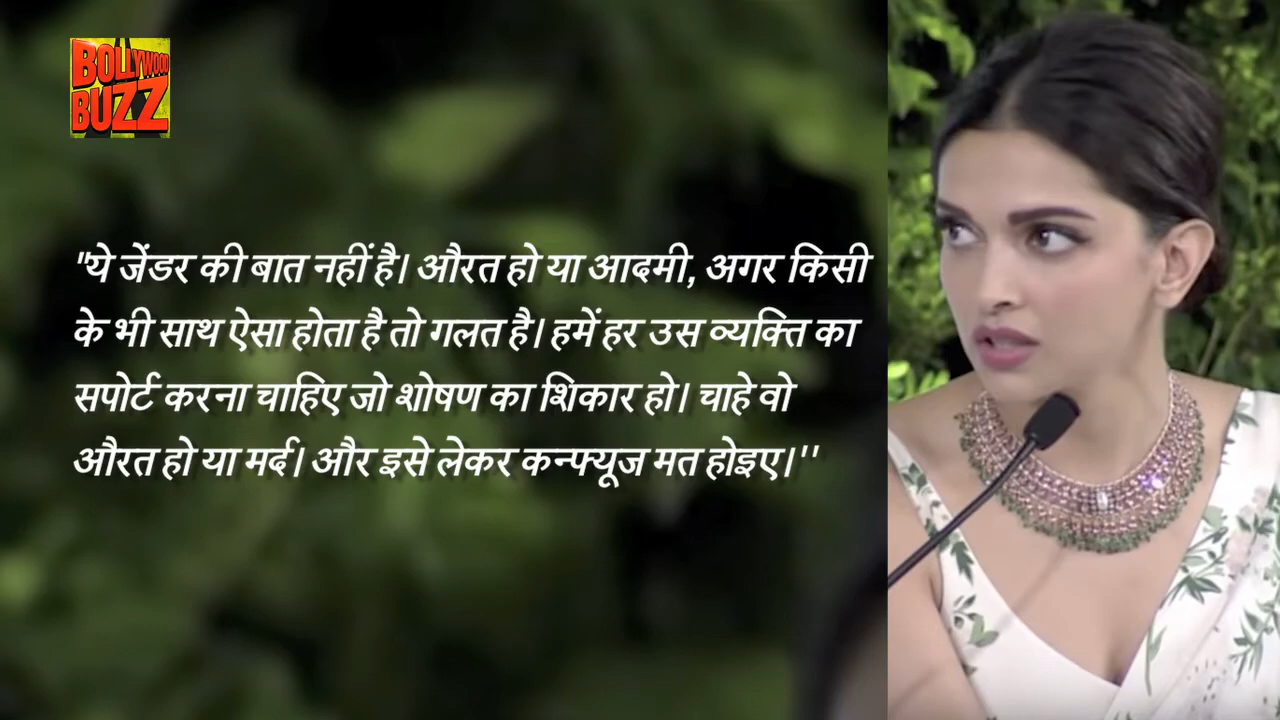 BOLLYWOOD
BUZZ
"ये जेंडर की बात नहीं है। औरत हो या आदमी, अगर किसी
के भी साथ ऐसा होता है तो गलत है। हमें हर उस व्यक्ति का
सपोर्ट करना चाहिए जो शोषण का शिकार हो। चाहे वो
औरत हो या मर्द। और इसे लेकर कन्फ्यूज मत होइए।''